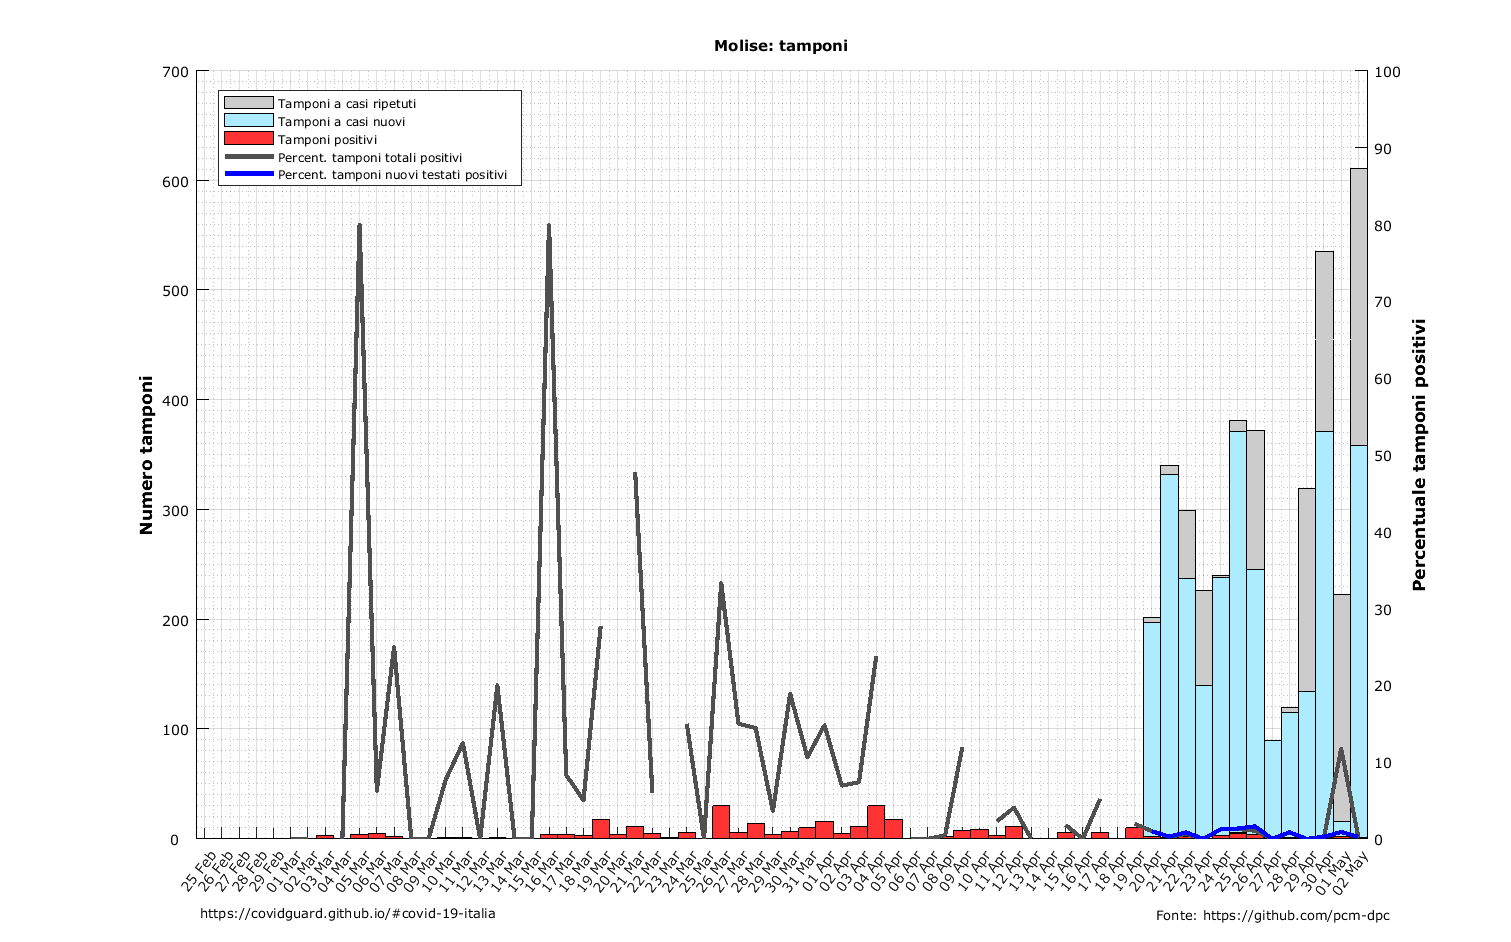 Molise: tamponi
700
600
500
400
300
200
100
0
Numero tamponi
Tamponi a casi ripetuti
Tamponi a casi nuovi
Tamponi positivi
Percent. tamponi totali positivi
Percent. tamponi nuovi testati positivi
100
90
80
70
60
50
40
30
20
10
0
Percentuale tamponi positivi
25 Feb
26 Feb
27 Feb
28 Feb
29 Feb
01 Mar
02 Mar
03 Mar
04 Mar
05 Mar
06 Mar
07 Mar
08 Mar
09 Mar
10 Mar
11 Mar
12 Mar
13 Mar
14 Mar
15 Mar
16 Mar
17 Mar
18 Mar
19 Mar
20 Mar
21 Mar
22 Mar
23 Mar
24 Mar
25 Mar
26 Mar
27 Mar
28 Mar
29 Mar
30 Mar
31 Mar
01 Apr
02 Apr
03 Apr
04 Apr
05 Apr
06 Apr
07 Apr
08 Apr
09 Apr
10 Apr
11 Apr
12 Apr
13 Apr
14 Apr
15 Apr
16 Apr
17 Apr
18 Apr
19 Apr
20 Apr
21 Apr
22 Apr
23 Apr
24 Apr
25 Apr
26 Apr
27 Apr
28 Apr
29 Apr
30 Apr
01 May
02 May
https://covidguard.github.io/#covid-19-italia
Fonte: https://github.com/pcm-dpc